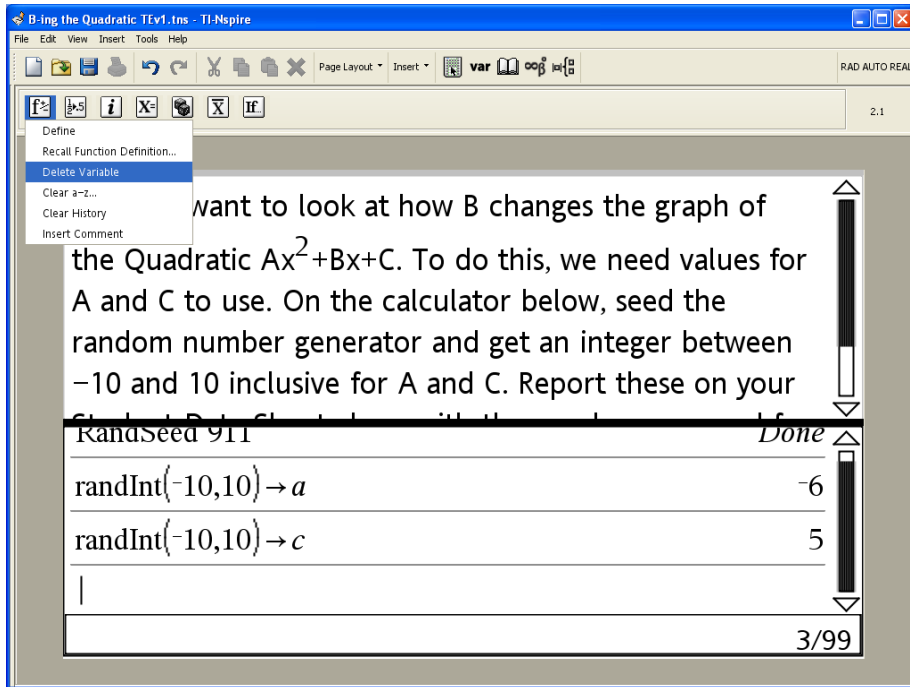 B-ing the Quadratic TEv1.tns - TI-Nspire
File Edit View Insert Tools Help
Page Layout Insert var ∞β RAD AUTO REAL
f± i X= X̄ If.. 2.1
Define
Recall Function Definition...
Delete Variable
Clear a-z...
Clear History
Insert Comment
want to look at how B changes the graph of
the Quadratic Ax²+Bx+C. To do this, we need values for
A and C to use. On the calculator below, seed the
random number generator and get an integer between
−10 and 10 inclusive for A and C. Report these on your
RandSeed 911 Done
randInt(⁻10,10)→a ⁻6
randInt(⁻10,10)→c 5
3/99